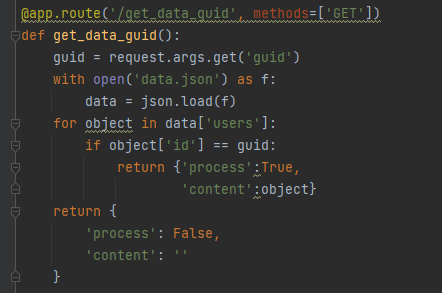 @app.route('/get_data_guid', methods=['GET'])
def get_data_guid():
    guid = request.args.get('guid')
    with open('data.json') as f:
        data = json.load(f)
    for object in data['users']:
        if object['id'] == guid:
            return {'process':True,
                    'content':object}
    return {
        'process': False,
        'content': ''
    }